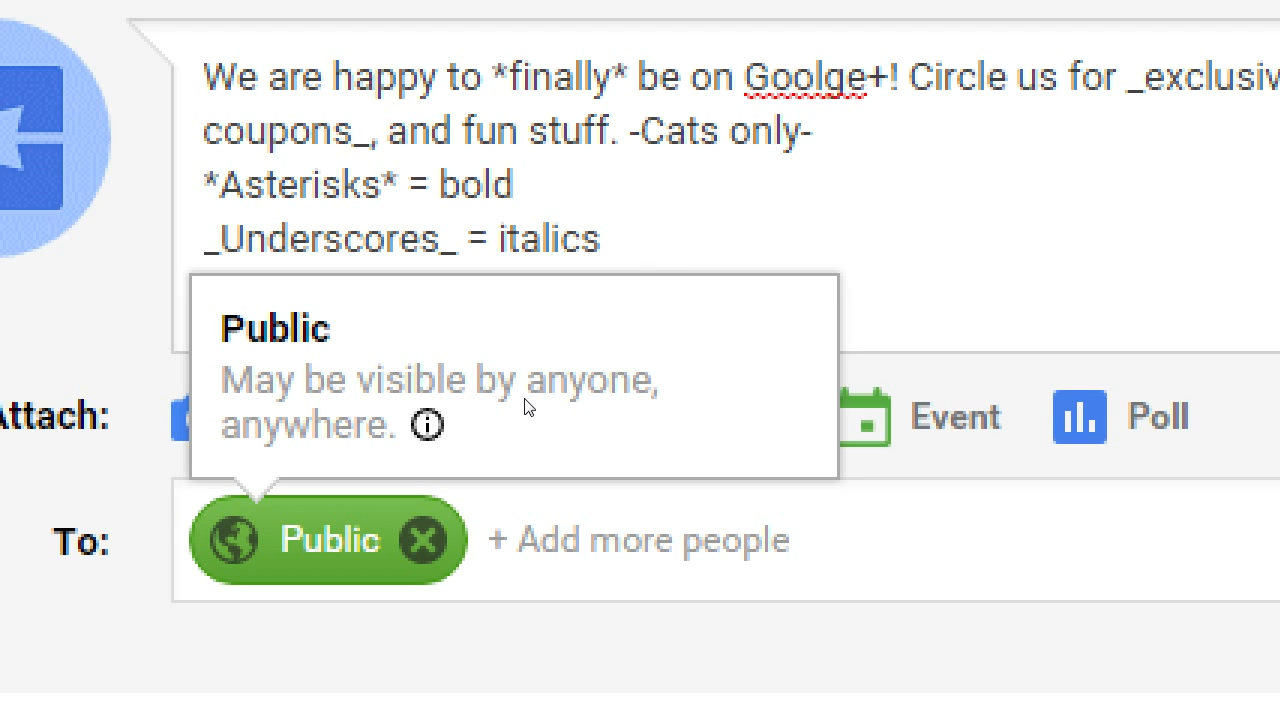 We are happy to *finally* be on Goolge+! Circle us for _exclusiv
coupons_, and fun stuff. -Cats only-
*Asterisks* = bold
_Underscores_ = italics
Public
May be visible by anyone,
anywhere.
Attach:
Event
Poll
To:
Public
+ Add more people